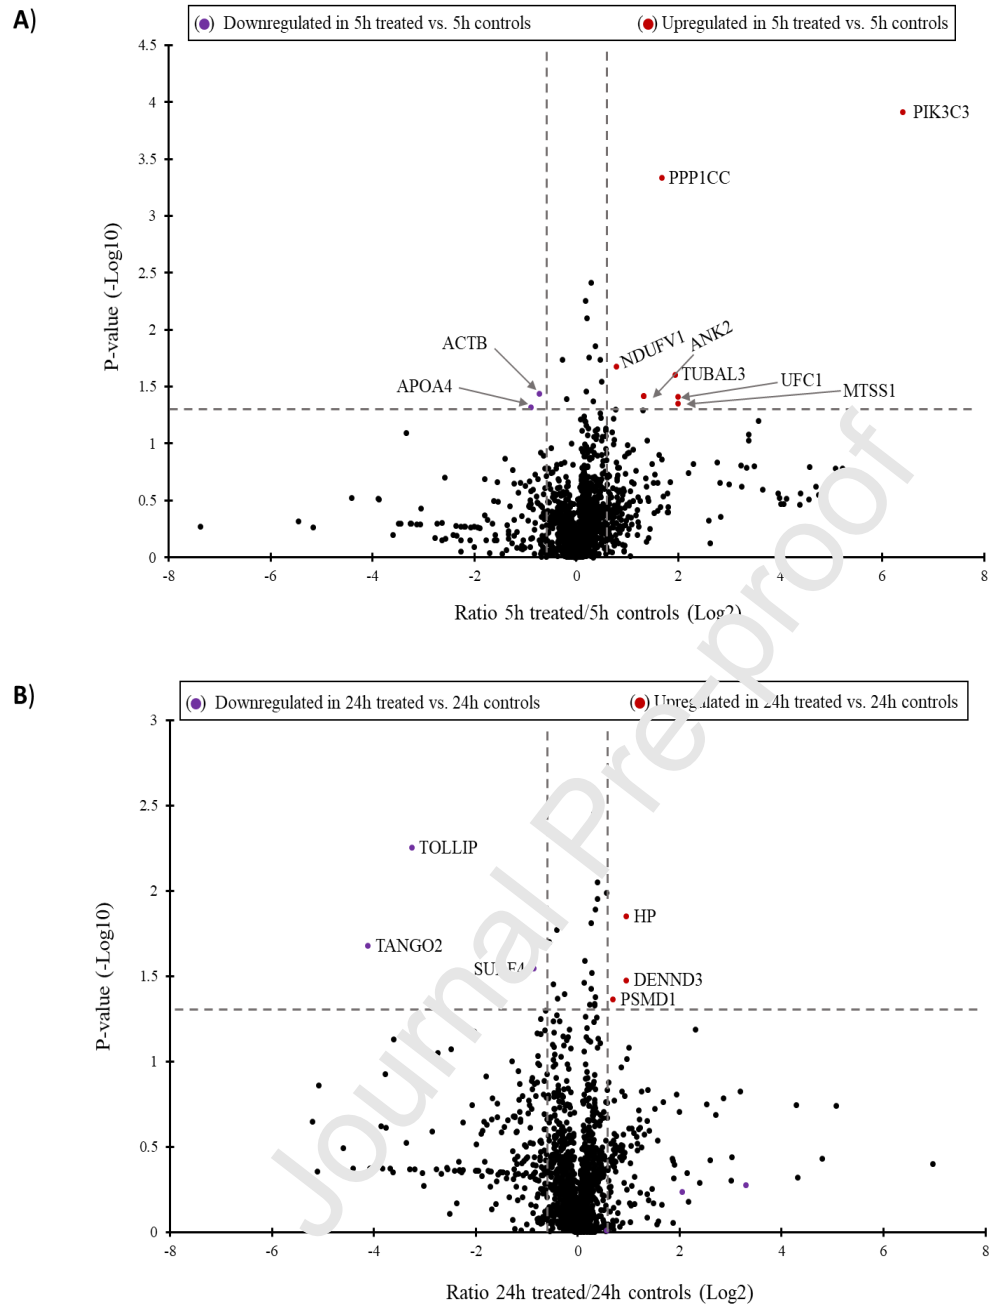 A)
(●) Downregulated in 5h treated vs. 5h controls (●) Upregulated in 5h treated vs. 5h controls
4.5
4
3.5
3
2.5
2
1.5
1
0.5
0
P-value (-Log10)
PIK3C3
PPP1CC
ACTB
NDUFV1
ANK2
APOA4
TUBAL3
UFC1
MTSS1
-8 -6 -4 -2 0 2 4 6 8
Ratio 5h treated/5h controls (Log2)
B)
(●) Downregulated in 24h treated vs. 24h controls (●) Upregulated in 24h treated vs. 24h controls
3
2.5
2
1.5
1
0.5
0
P-value (-Log10)
TOLLIP
HP
TANGO2
DENND3
PSMD1
-8 -6 -4 -2 0 2 4 6 8
Ratio 24h treated/24h controls (Log2)
Journal Pre-proof